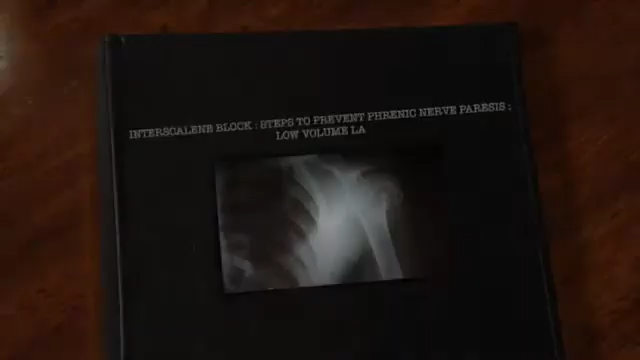 INTERSCALENE BLOCK : STEPS TO PREVENT PHRENIC NERVE PARESIS :
LOW VOLUME LA